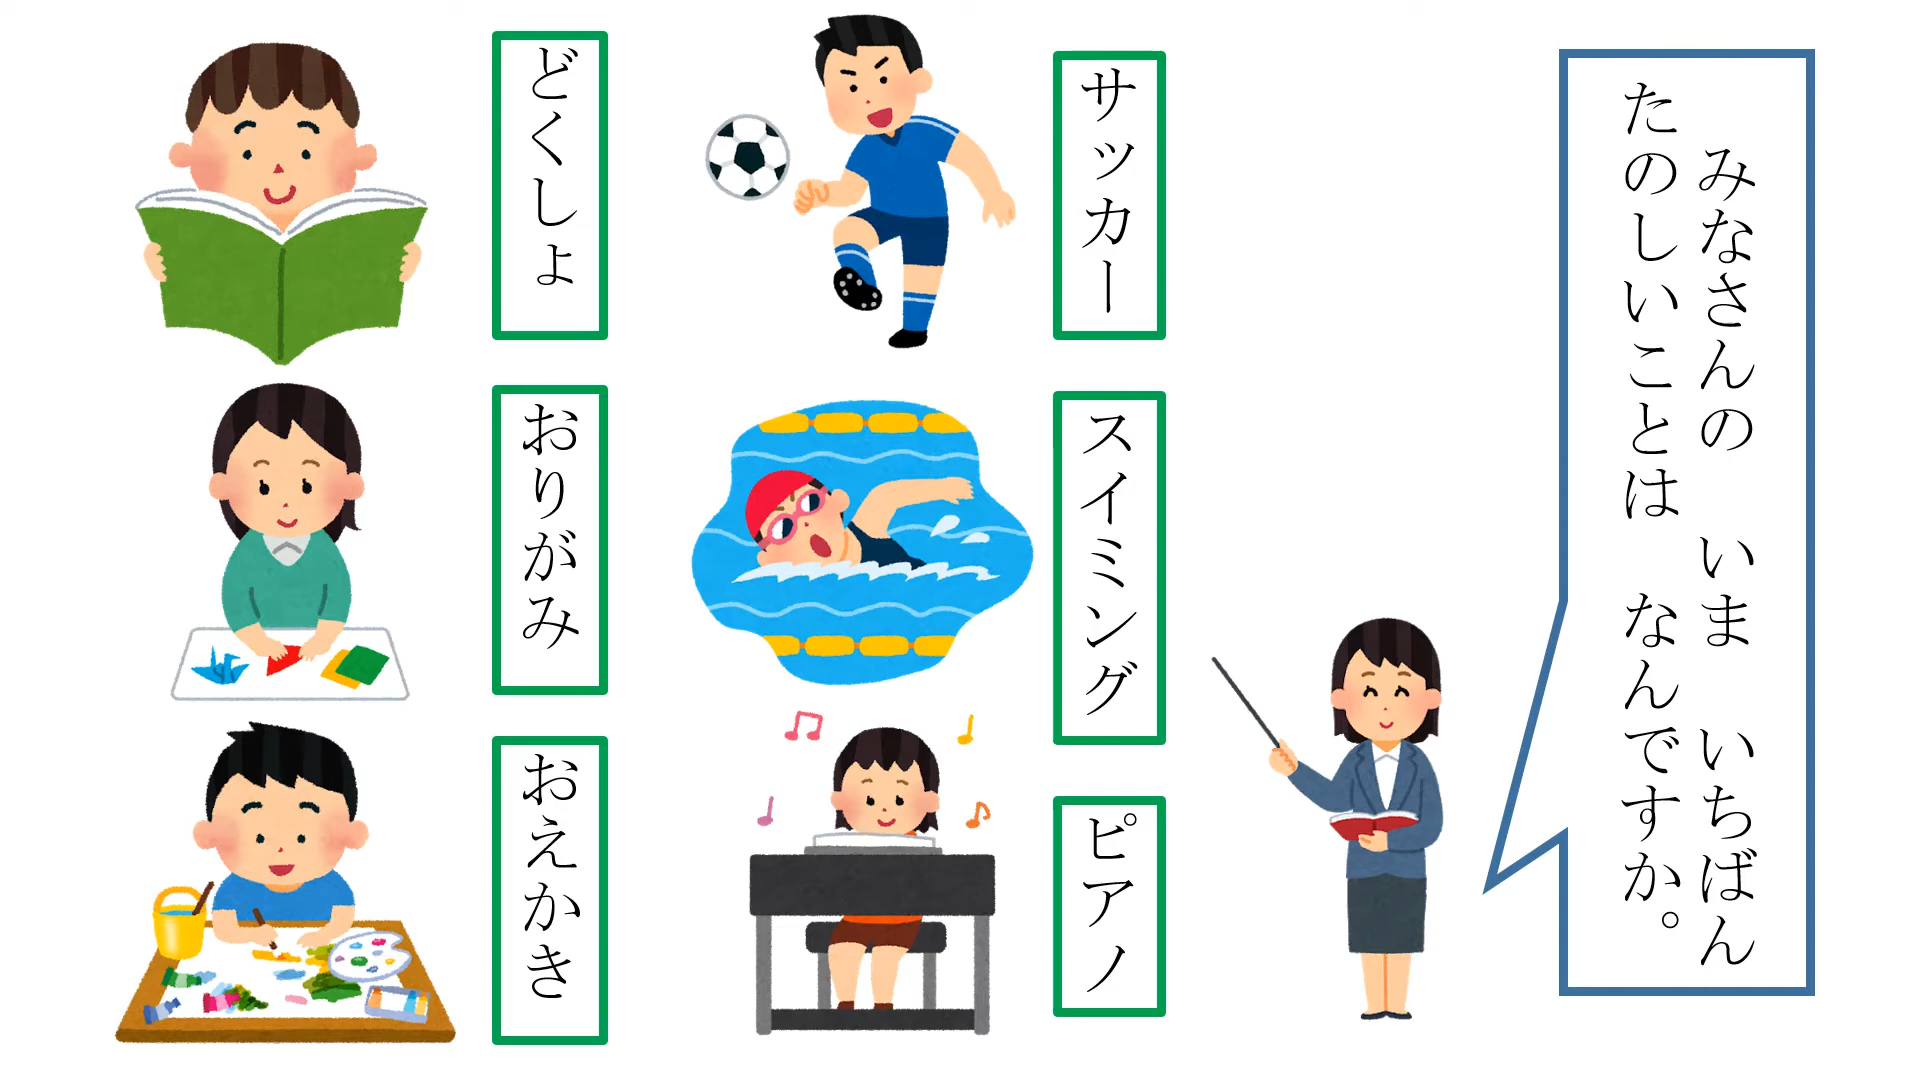 みなさんの　いま　いちばん
たのしいことは　なんですか。
サッカー
スイミング
ピアノ
どくしょ
おりがみ
おえかき